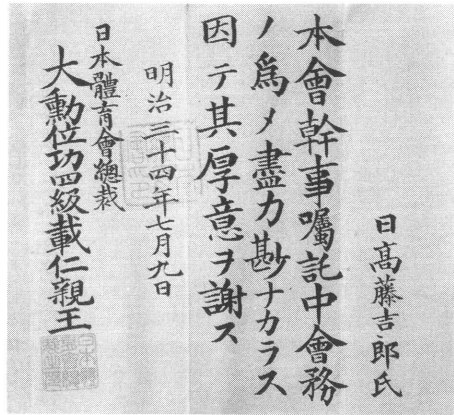 日髙藤吉郎氏
本會幹事囑託中會務
ノ爲メ盡力尠ナカラス
因テ其厚意ヲ謝ス
明治三十四年七月九日
日本體育會總裁
大勳位功四級載仁親王